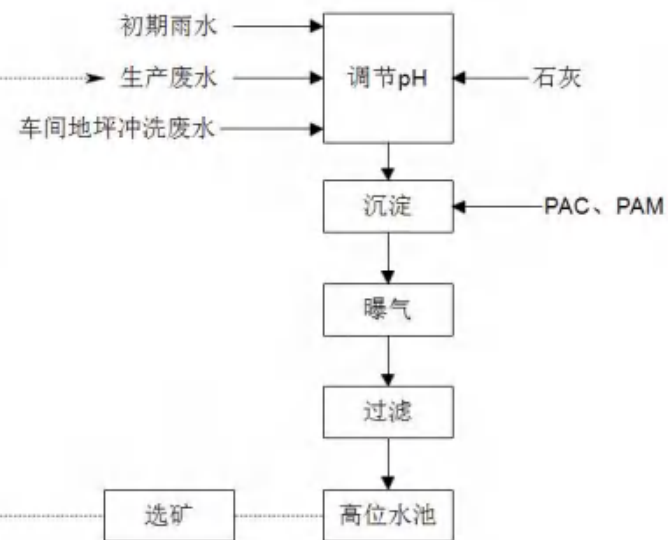 初期雨水
生产废水
调节pH
石灰
车间地坪冲洗废水
沉淀
PAC、PAM
曝气
过滤
选矿
高位水池